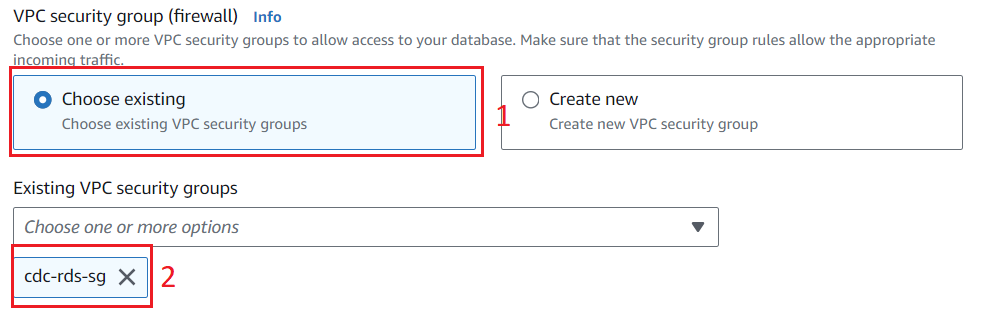 VPC security group (firewall) Info
Choose one or more VPC security groups to allow access to your database. Make sure that the security group rules allow the appropriate
incoming traffic.
Choose existing
Choose existing VPC security groups
1
Create new
Create new VPC security group
Existing VPC security groups
Choose one or more options
cdc-rds-sg
2